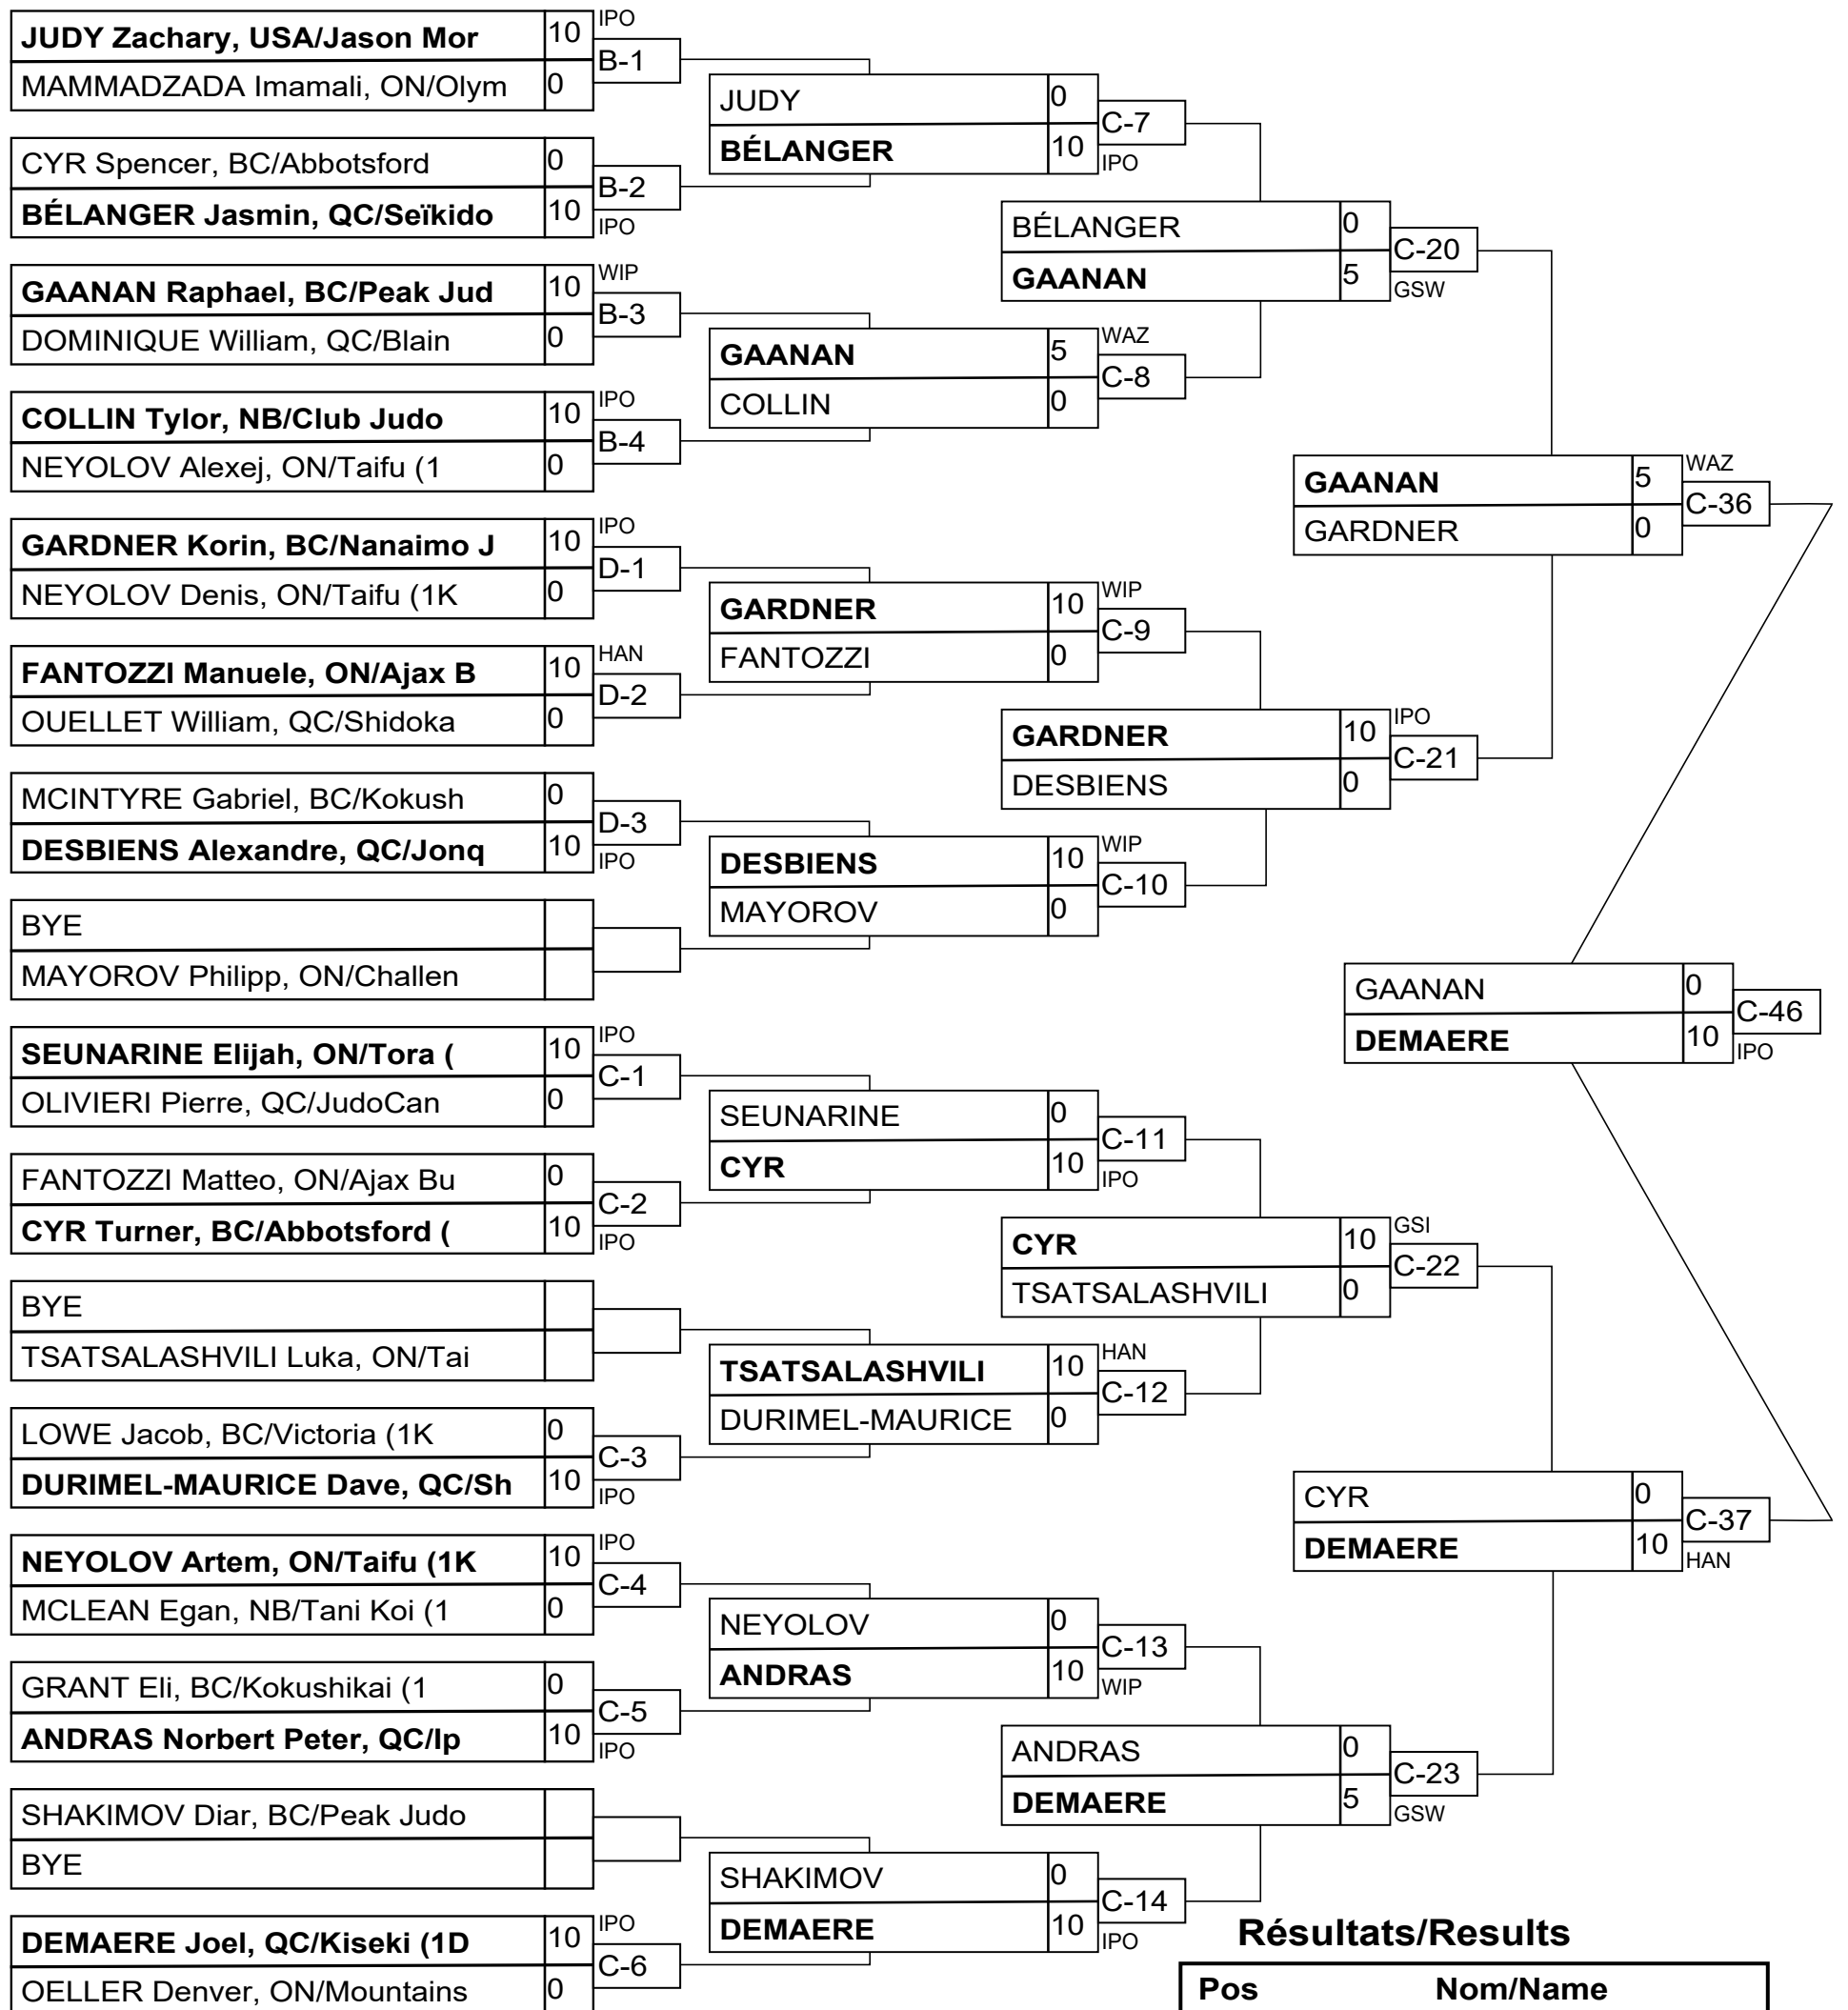 JUDY Zachary, USA/Jason Mor 10 IPO
B-1
MAMMADZADA Imamali, ON/Olym 0
CYR Spencer, BC/Abbotsford 0
B-2
BÉLANGER Jasmin, QC/Seïkido 10 IPO
GAANAN Raphael, BC/Peak Jud 10 WIP
B-3
DOMINIQUE William, QC/Blain 0
COLLIN Tylor, NB/Club Judo 10 IPO
B-4
NEYOLOV Alexej, ON/Taifu (1 0
GARDNER Korin, BC/Nanaimo J 10 IPO
D-1
NEYOLOV Denis, ON/Taifu (1K 0
FANTOZZI Manuele, ON/Ajax B 10 HAN
D-2
OUELLET William, QC/Shidoka 0
MCINTYRE Gabriel, BC/Kokush 0
D-3
DESBIENS Alexandre, QC/Jonq 10 IPO
BYE
MAYOROV Philipp, ON/Challen
SEUNARINE Elijah, ON/Tora ( 10 IPO
C-1
OLIVIERI Pierre, QC/JudoCan 0
FANTOZZI Matteo, ON/Ajax Bu 0
C-2
CYR Turner, BC/Abbotsford ( 10 IPO
BYE
TSATSALASHVILI Luka, ON/Tai
LOWE Jacob, BC/Victoria (1K 0
C-3
DURIMEL-MAURICE Dave, QC/Sh 10 IPO
NEYOLOV Artem, ON/Taifu (1K 10 IPO
C-4
MCLEAN Egan, NB/Tani Koi (1 0
GRANT Eli, BC/Kokushikai (1 0
C-5
ANDRAS Norbert Peter, QC/Ip 10 IPO
SHAKIMOV Diar, BC/Peak Judo
BYE
DEMAERE Joel, QC/Kiseki (1D 10 IPO
C-6
OELLER Denver, ON/Mountains 0
JUDY 0
C-7
BÉLANGER 10 IPO
GAANAN 5 WAZ
C-8
COLLIN 0
GARDNER 10 WIP
C-9
FANTOZZI 0
DESBIENS 10 WIP
C-10
MAYOROV 0
SEUNARINE 0
C-11
CYR 10 IPO
TSATSALASHVILI 10 HAN
C-12
DURIMEL-MAURICE 0
NEYOLOV 0
C-13
ANDRAS 10 WIP
SHAKIMOV 0
C-14
DEMAERE 10 IPO
BÉLANGER 0
C-20
GAANAN 5 GSW
GARDNER 10 IPO
C-21
DESBIENS 0
CYR 10 GSI
C-22
TSATSALASHVILI 0
ANDRAS 0
C-23
DEMAERE 5 GSW
GAANAN 5 WAZ
C-36
GARDNER 0
CYR 0
C-37
DEMAERE 10 HAN
GAANAN 0
C-46
DEMAERE 10 IPO
Résultats/Results
Pos Nom/Name